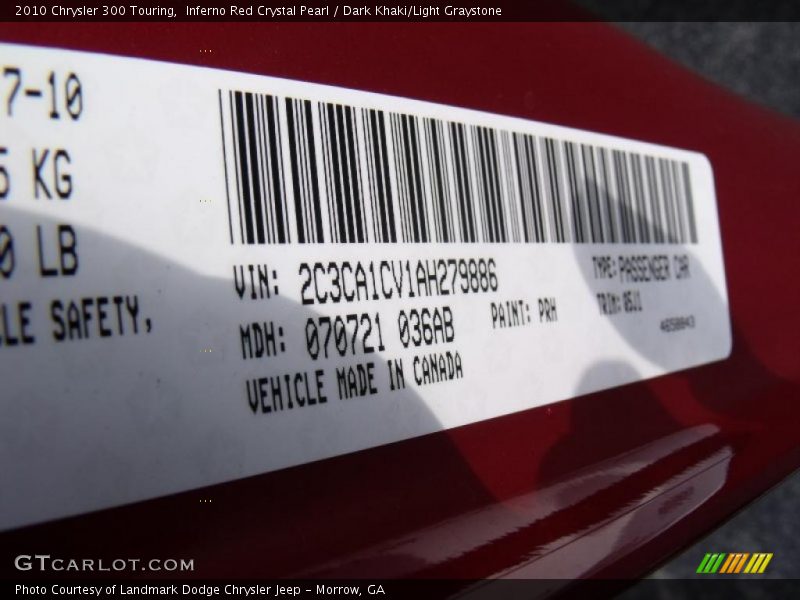 2010 Chrysler 300 Touring,  Inferno Red Crystal Pearl / Dark Khaki/Light Graystone
7-10
5 KG
0 LB
LE SAFETY,
VIN: 2C3CA1CV1AH279886
TYPE: PASSENGER CAR
MDH: 070721 036AB
PAINT: PRH
TRIM:
VEHICLE MADE IN CANADA
GTCARLOT.COM
Photo Courtesy of Landmark Dodge Chrysler Jeep – Morrow, GA